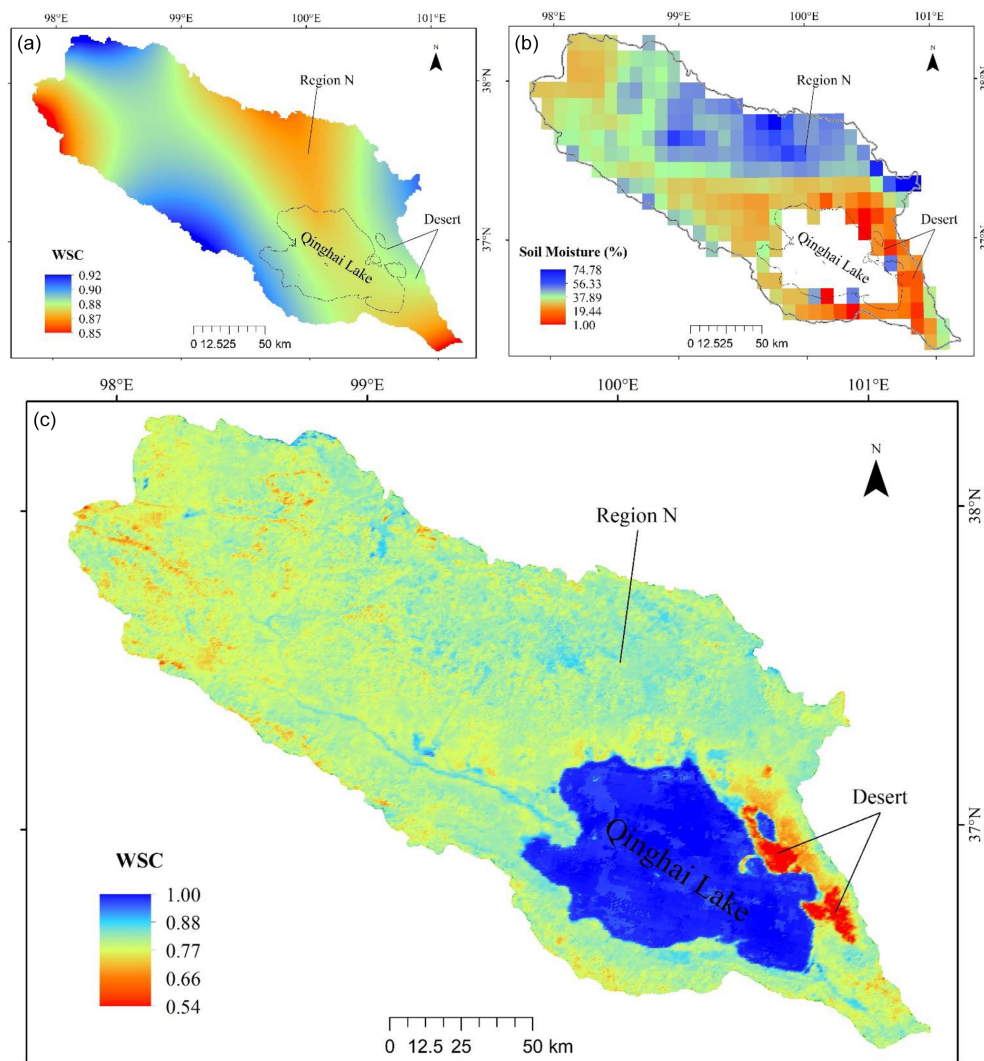 98°E 99°E 100°E 101°E
(a)
N
38°N
Region N
Desert
37°N
Qinghai Lake
WSC
0.92
0.90
0.88
0.87
0.85
0 12.525 50 km
98°E 99°E 100°E 101°E
(b)
N
38°N
Region N
Desert
37°N
Qinghai Lake
Soil Moisture (%)
74.78
56.33
37.89
19.44
1.00
0 12.525 50 km
98°E 99°E 100°E 101°E
(c)
N
38°N
Region N
Desert
37°N
Qinghai Lake
WSC
1.00
0.88
0.77
0.66
0.54
0 12.5 25 50 km